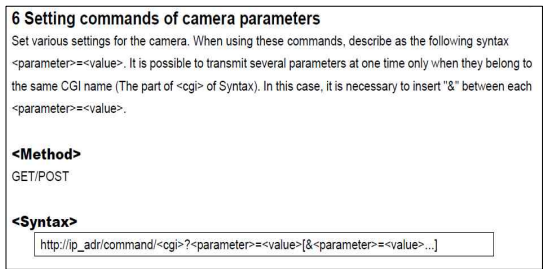 6 Setting commands of camera parameters
Set various settings for the camera. When using these commands, describe as the following syntax
<parameter>=<value>. It is possible to transmit several parameters at one time only when they belong to
the same CGI name (The part of <cgi> of Syntax). In this case, it is necessary to insert "&" between each
<parameter>=<value>.
<Method>
GET/POST
<Syntax>
http://ip_adr/command/<cgi>?<parameter>=<value>[&<parameter>=<value>...]